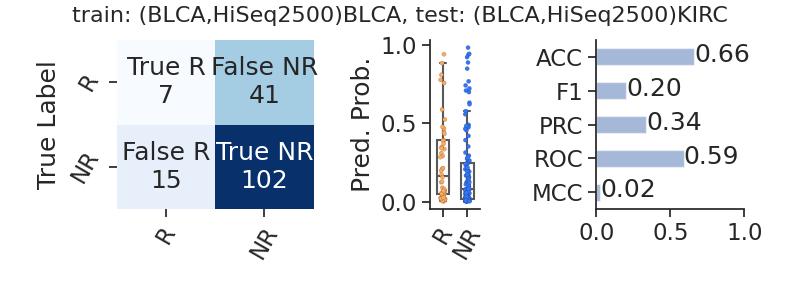 train: (BLCA,HiSeq2500)BLCA, test: (BLCA,HiSeq2500)KIRC
True Label
R
NR
True R
7
False NR
41
False R
15
True NR
102
R
NR
Pred. Prob.
1.0
0.5
0.0
R
NR
ACC
0.66
F1
0.20
PRC
0.34
ROC
0.59
MCC
0.02
0.0
0.5
1.0